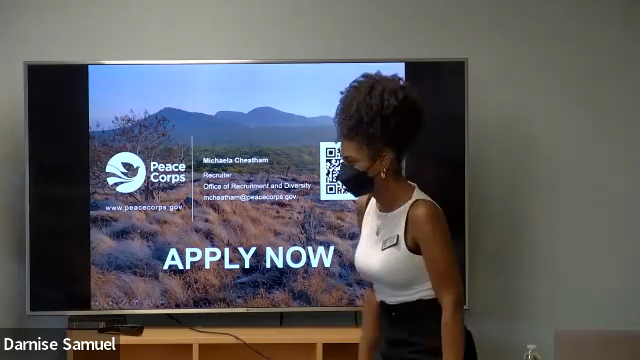 Peace
Corps
www.peacecorps.gov
Michaela Cheatham
Recruiter
Office of Recruitment and Diversity
mcheatham@peacecorps.gov
APPLY NOW
Darnise Samuel